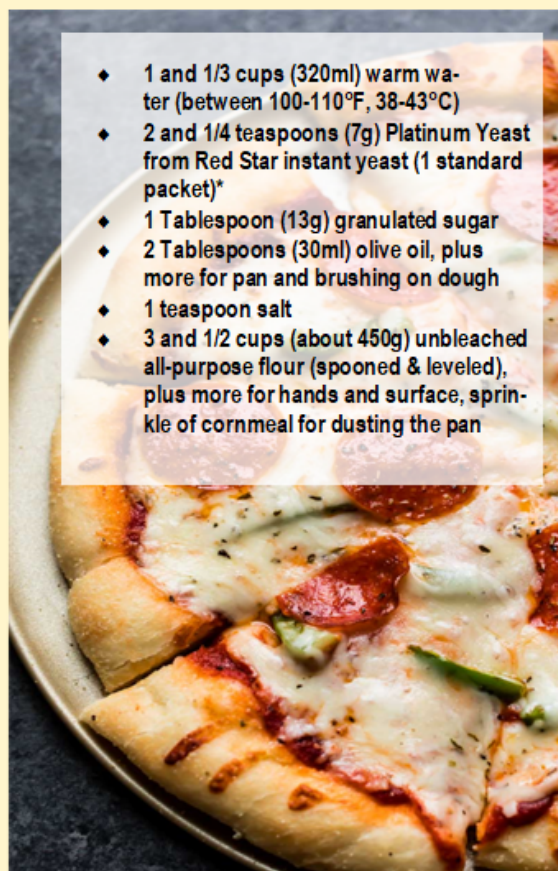 ◆ 1 and 1/3 cups (320ml) warm wa-
ter (between 100-110°F, 38-43°C)
◆ 2 and 1/4 teaspoons (7g) Platinum Yeast
from Red Star instant yeast (1 standard
packet)*
◆ 1 Tablespoon (13g) granulated sugar
◆ 2 Tablespoons (30ml) olive oil, plus
more for pan and brushing on dough
◆ 1 teaspoon salt
◆ 3 and 1/2 cups (about 450g) unbleached
all-purpose flour (spooned & leveled),
plus more for hands and surface, sprin-
kle of cornmeal for dusting the pan